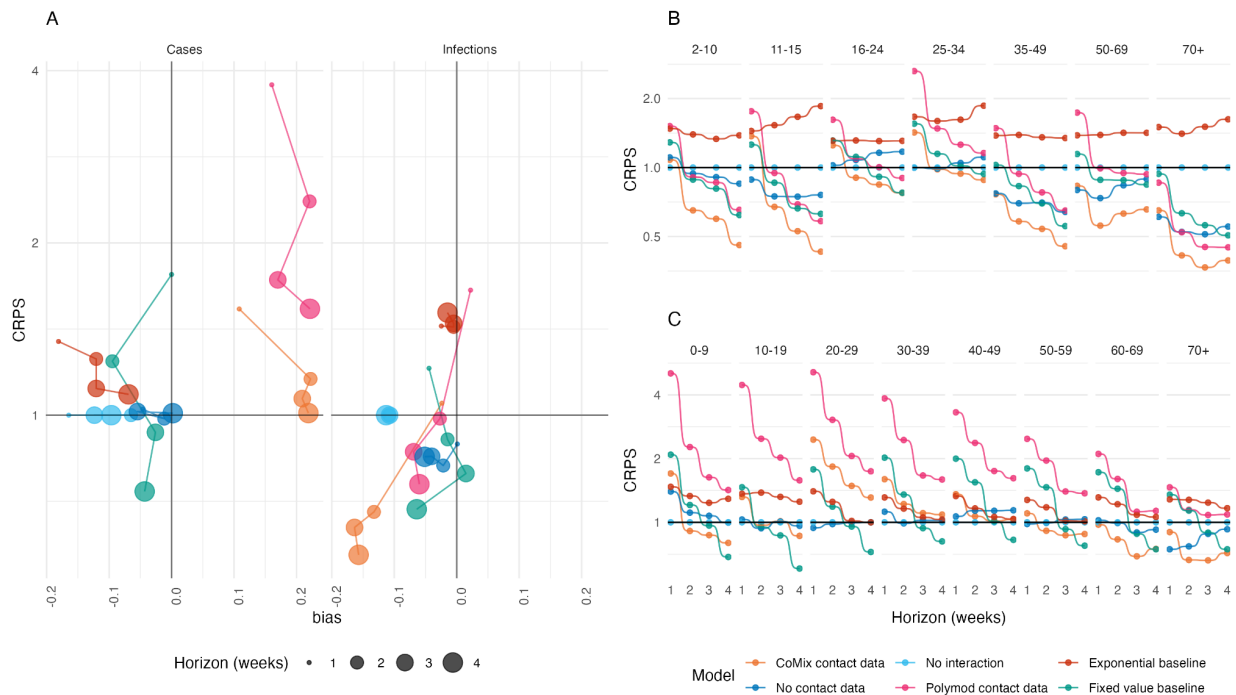 A
Cases
Infections
4
2
1
CRPS
-0.2
-0.1
0.0
0.1
0.2
-0.1
0.0
0.1
0.2
bias
Horizon (weeks)
1
2
3
4
B
2-10
11-15
16-24
25-34
35-49
50-69
70+
2.0
1.0
0.5
CRPS
C
0-9
10-19
20-29
30-39
40-49
50-59
60-69
70+
4
1
CRPS
1 2 3 4 1 2 3 4 1 2 3 4 1 2 3 4 1 2 3 4 1 2 3 4 1 2 3 4 1 2 3 4
Horizon (weeks)
Model
CoMix contact data
No interaction
Exponential baseline
No contact data
Polymod contact data
Fixed value baseline